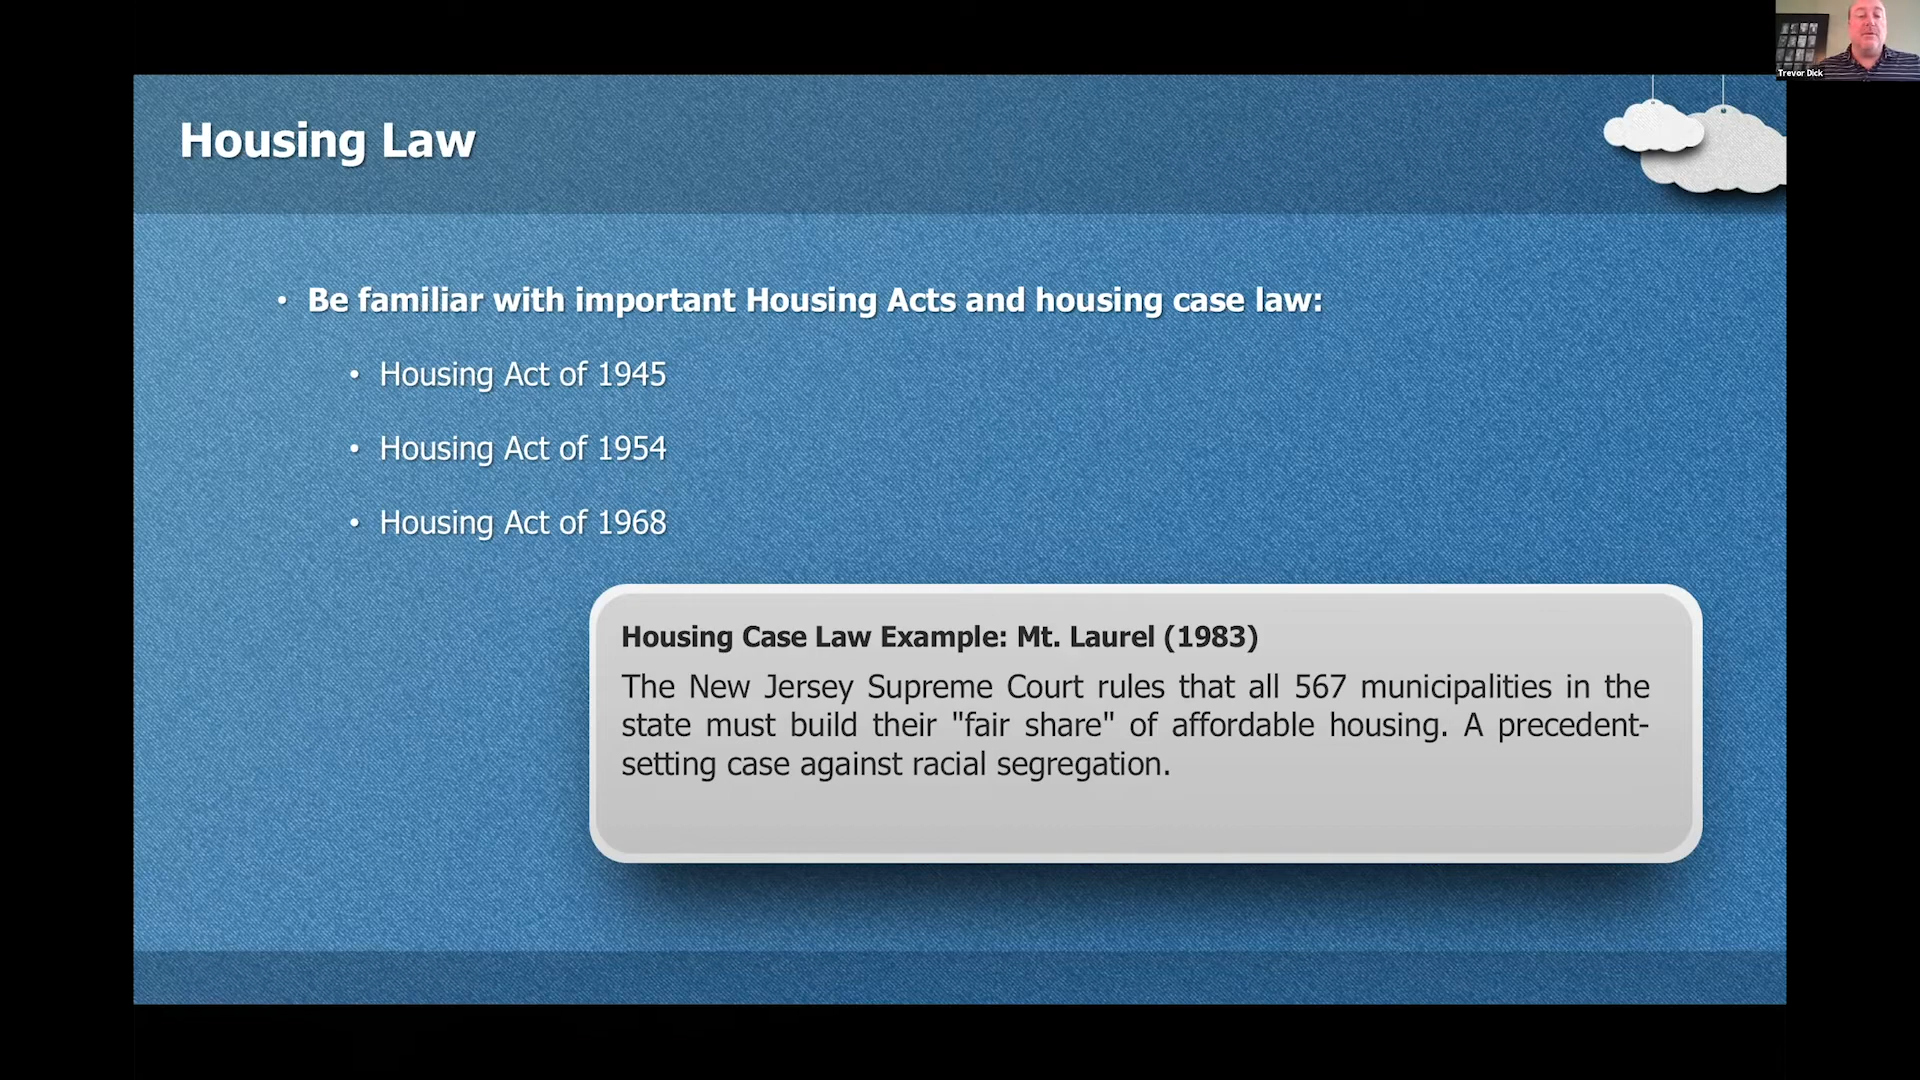 Trevor Dick
Housing Law
• Be familiar with important Housing Acts and housing case law:
• Housing Act of 1945
• Housing Act of 1954
• Housing Act of 1968
Housing Case Law Example: Mt. Laurel (1983)
The New Jersey Supreme Court rules that all 567 municipalities in the
state must build their "fair share" of affordable housing. A precedent-
setting case against racial segregation.